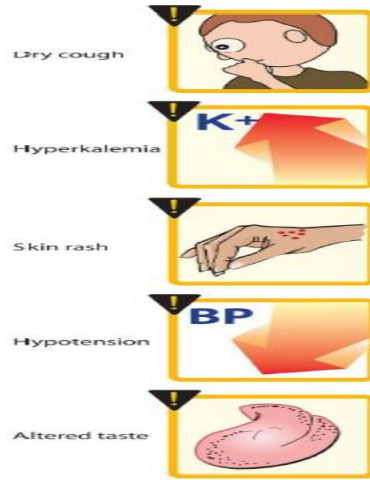 Dry cough
K+
Hyperkalemia
Skin rash
BP
Hypotension
Altered taste